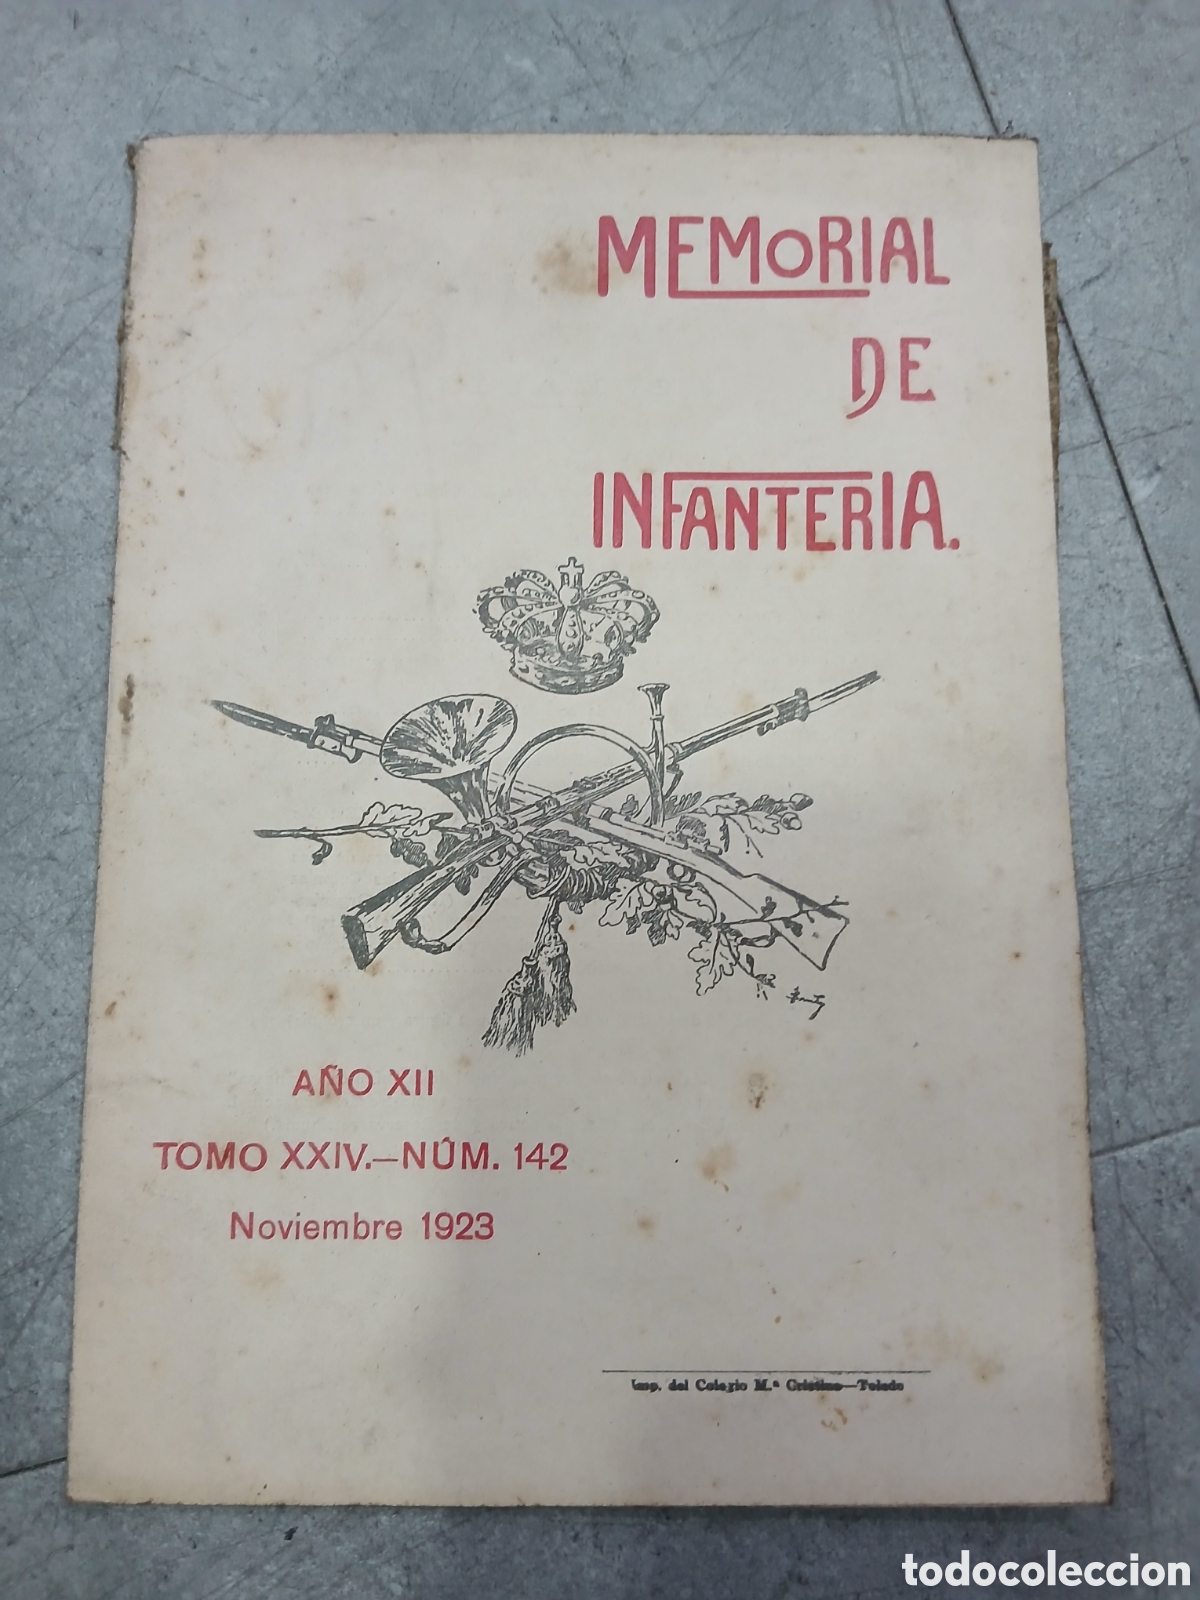 MEMORIAL
DE
INFANTERIA.
AÑO XII
TOMO XXIV.—NÚM. 142
Noviembre 1923
Imp. del Colegio M.ª Cristina—Toledo
todocoleccion